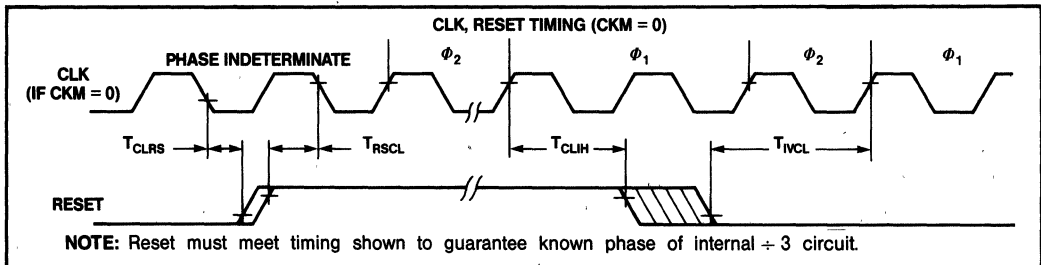 CLK, RESET TIMING (CKM = 0)
PHASE INDETERMINATE
Φ2
Φ1
Φ2
Φ1
CLK
(IF CKM = 0)
TCLRS
TRSCL
TCLIH
TIVCL
RESET
NOTE: Reset must meet timing shown to guarantee known phase of internal ÷ 3 circuit.